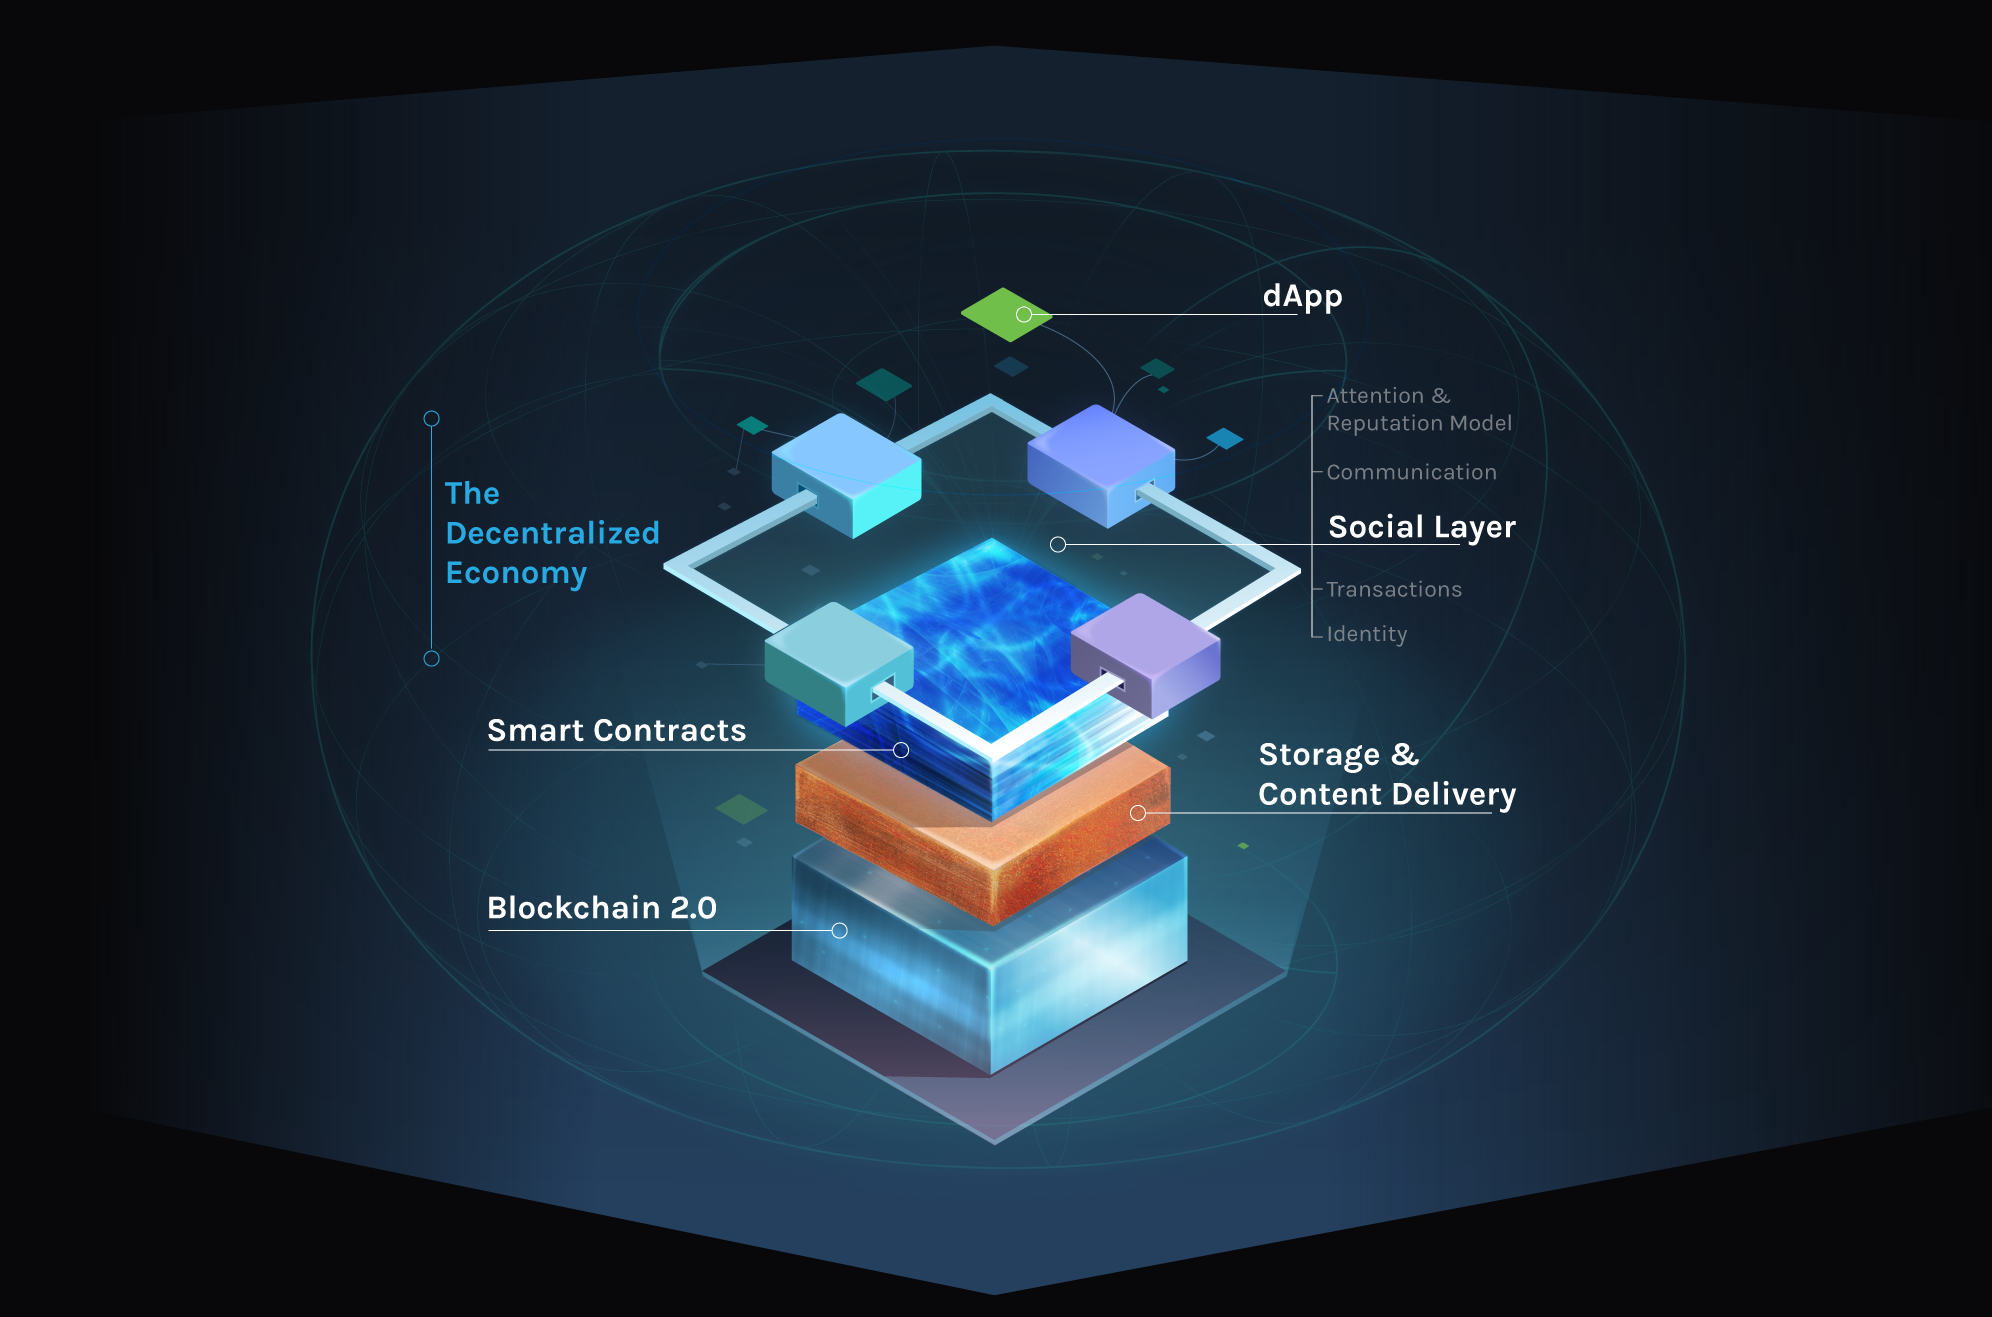 dApp
Attention &
Reputation Model
Communication
Social Layer
Transactions
Identity
The
Decentralized
Economy
Smart Contracts
Storage &
Content Delivery
Blockchain 2.0